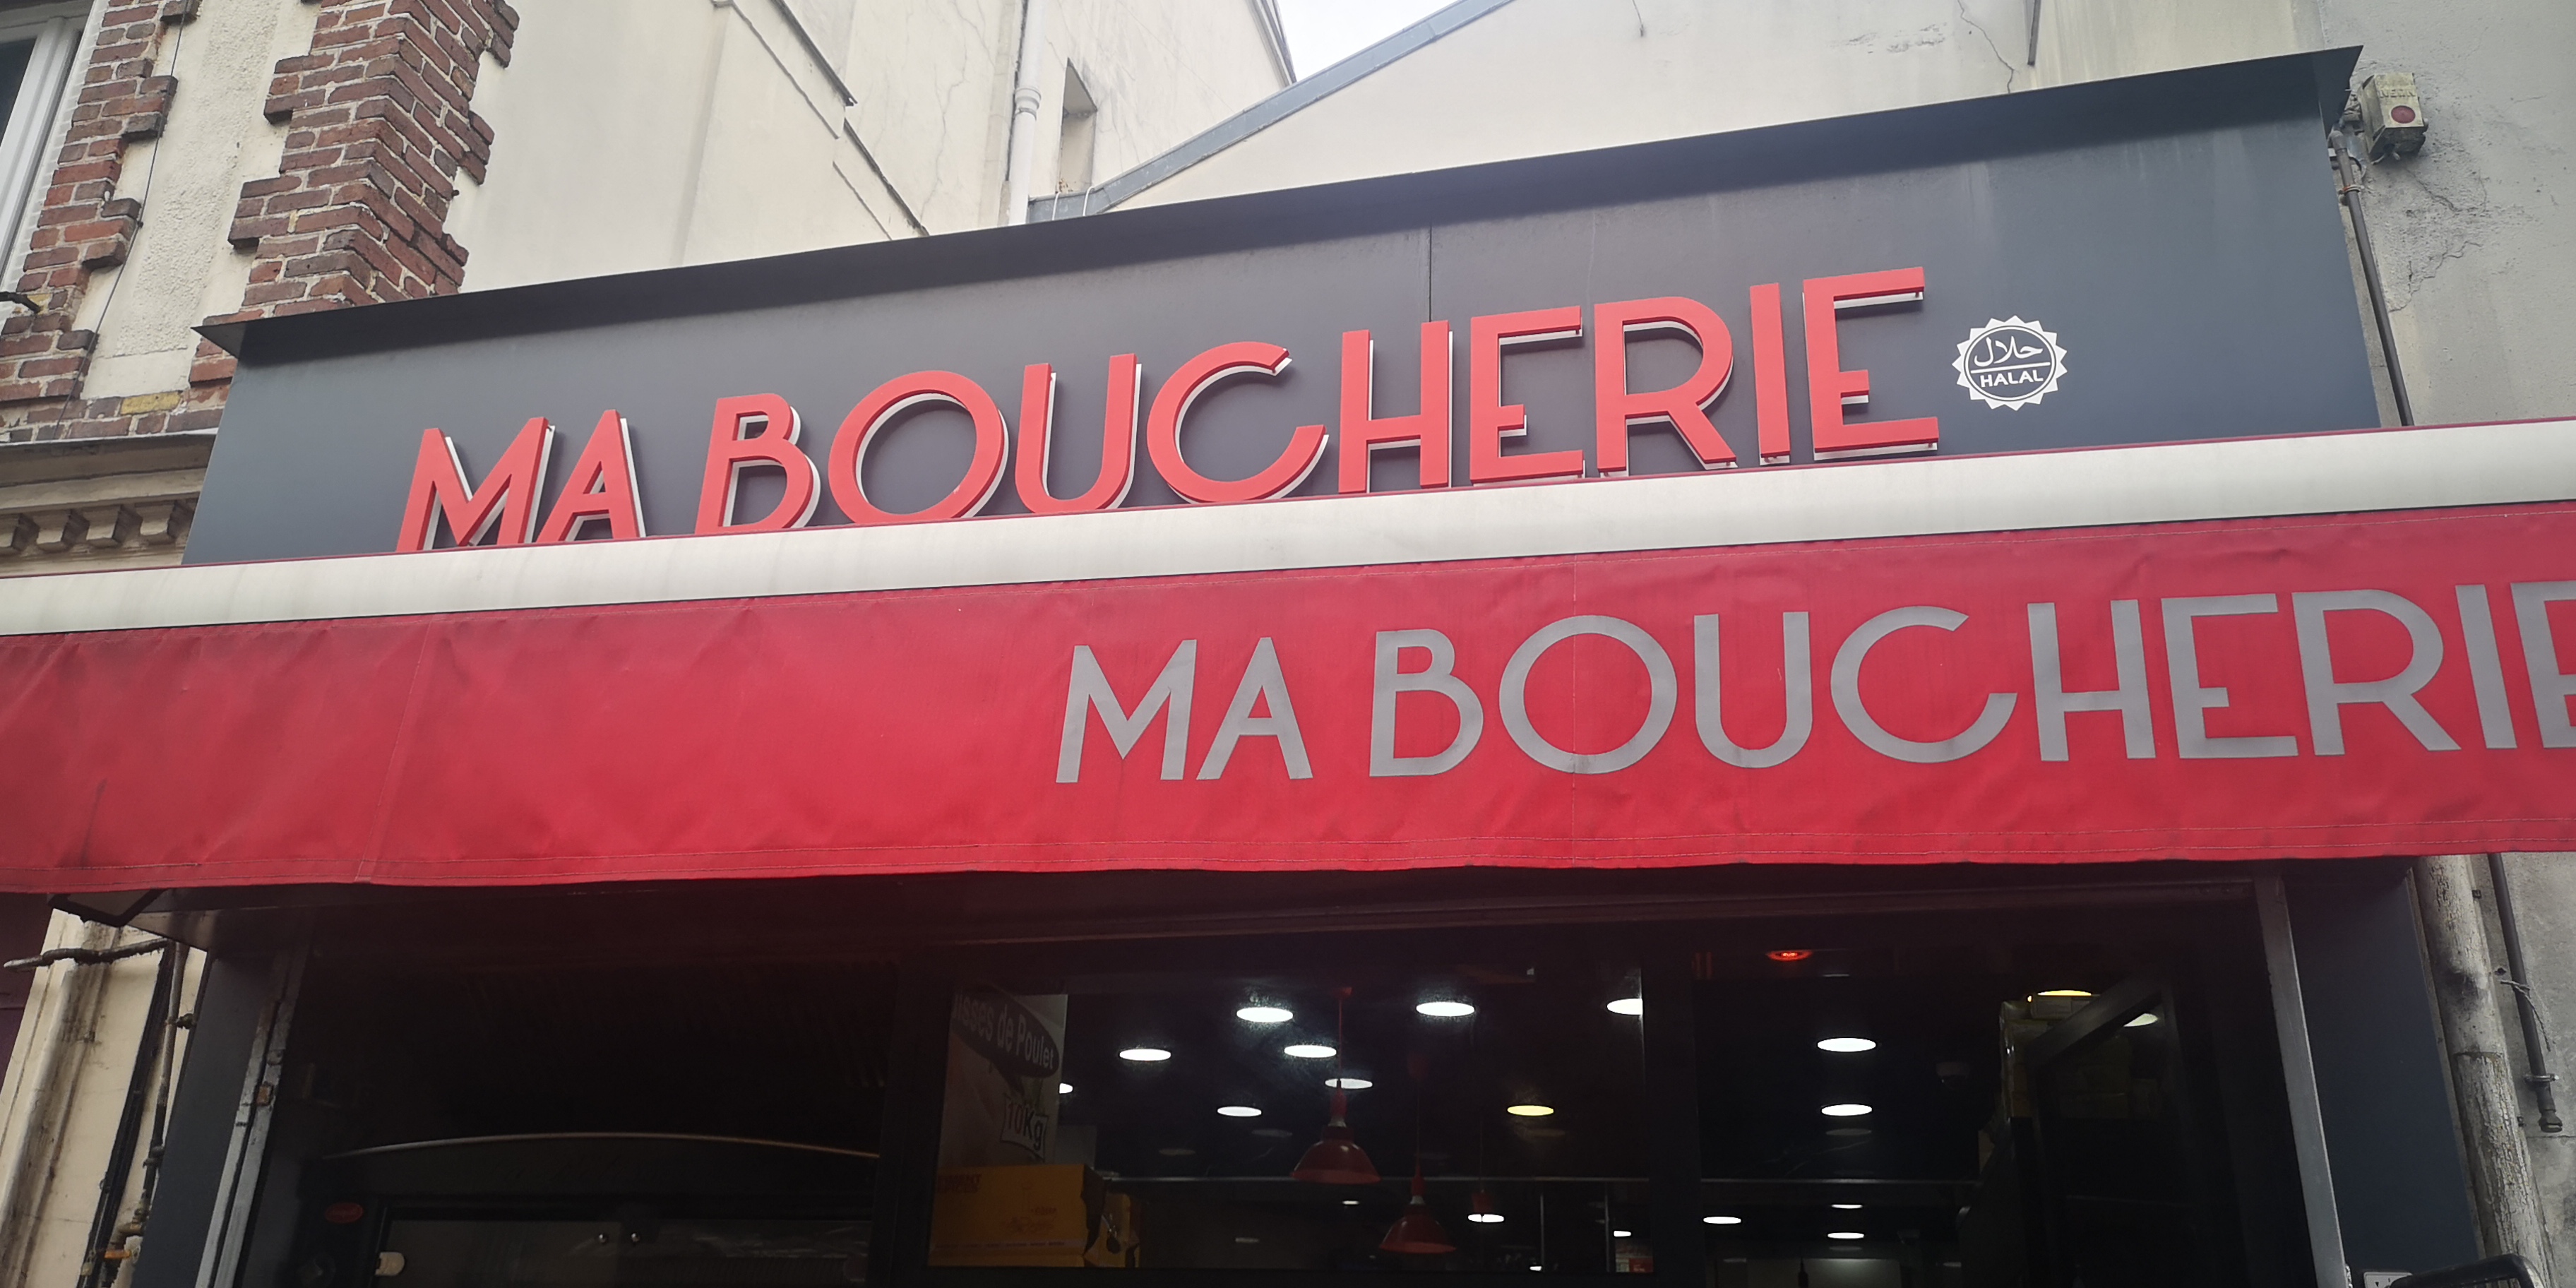 MA BOUCHERIE
حلال
HALAL
MA BOUCHERIE
de Poulet
10Kg